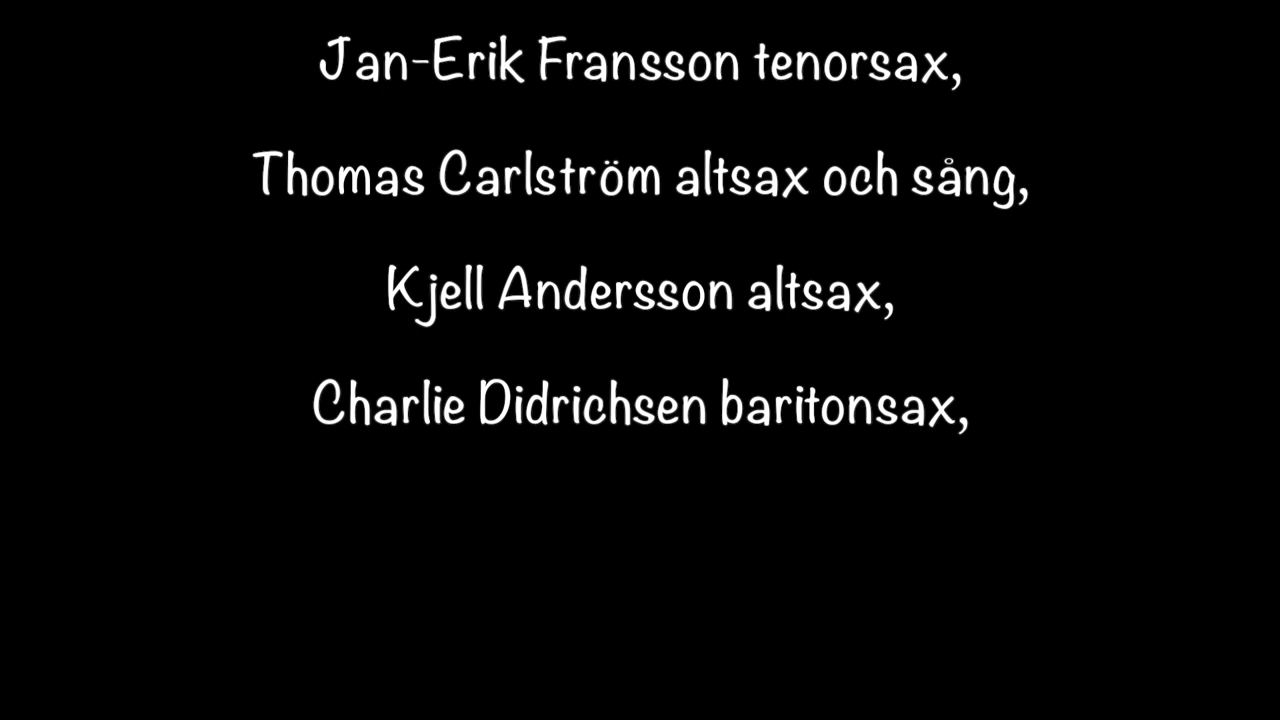 Jan-Erik Fransson tenorsax,
Thomas Carlström altsax och sång,
Kjell Andersson altsax,
Charlie Didrichsen baritonsax,